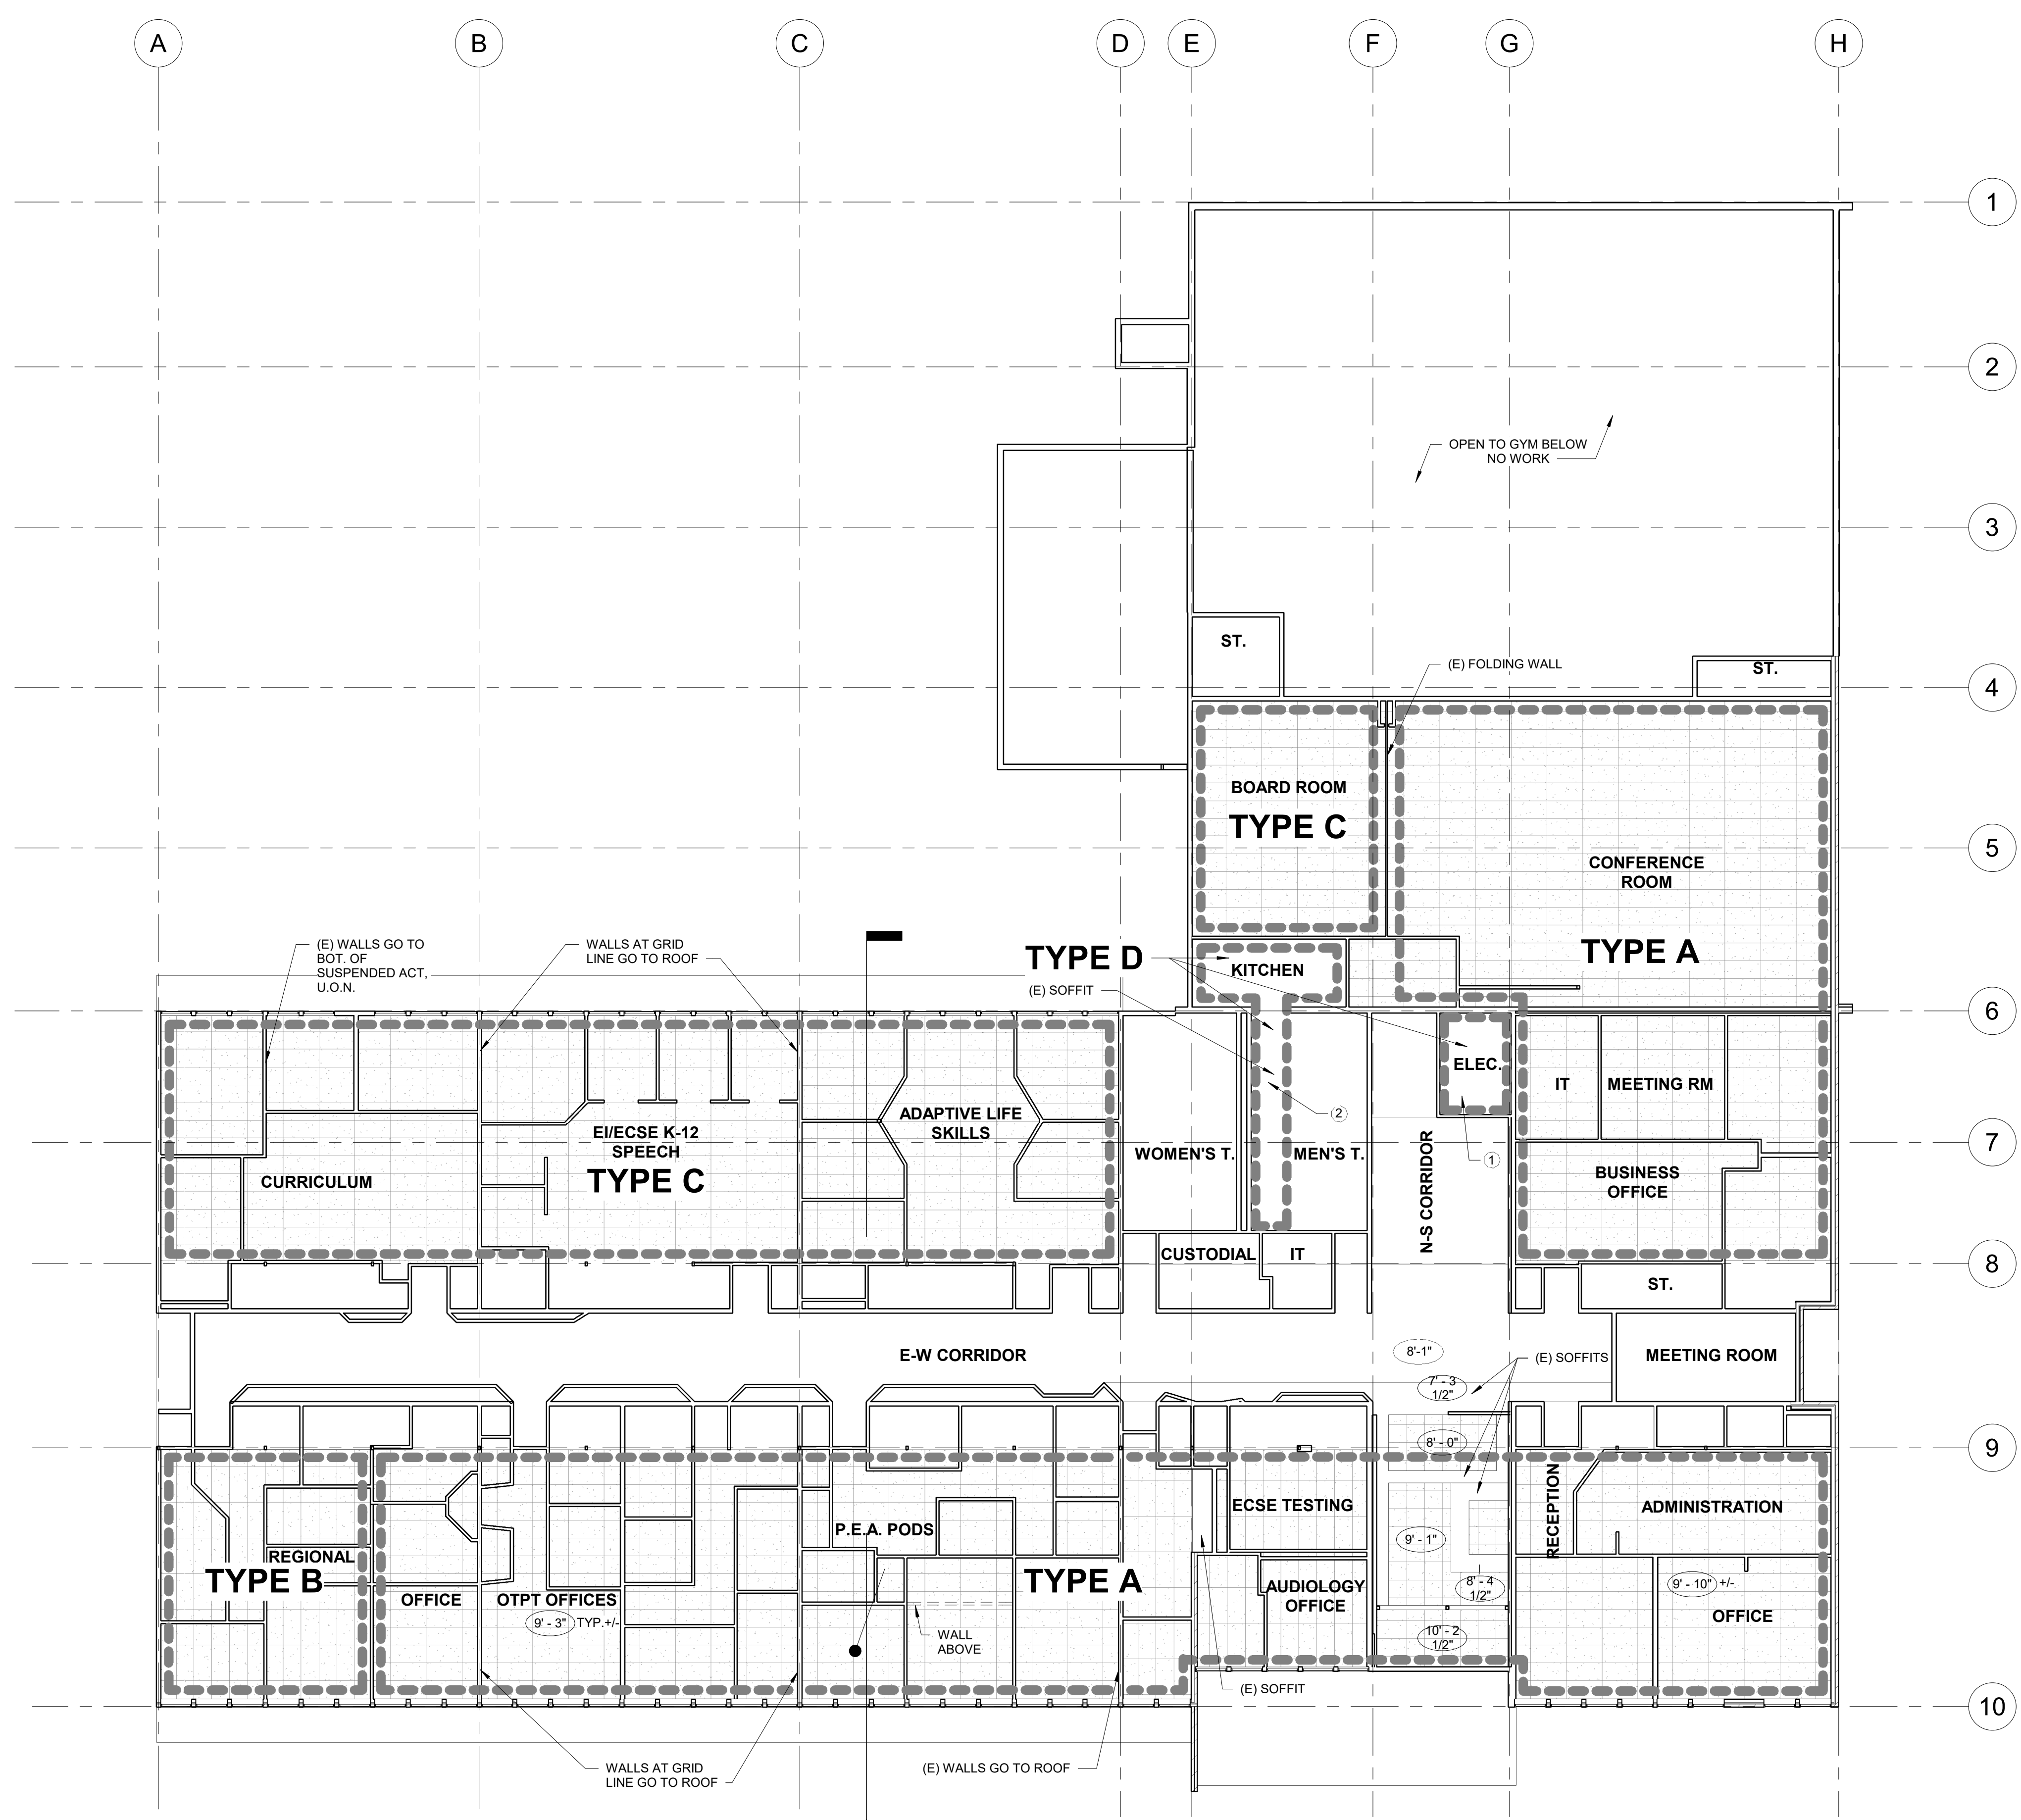 A
B
C
D
E
F
G
H
1
2
3
4
5
6
7
8
9
10
OPEN TO GYM BELOW
NO WORK
ST.
ST.
(E) FOLDING WALL
BOARD ROOM
TYPE C
CONFERENCE
ROOM
TYPE A
(E) WALLS GO TO
BOT. OF
SUSPENDED ACT,
U.O.N.
WALLS AT GRID
LINE GO TO ROOF
TYPE D
KITCHEN
(E) SOFFIT
ELEC.
IT
MEETING RM
2
1
CURRICULUM
EI/ECSE K-12
SPEECH
TYPE C
ADAPTIVE LIFE
SKILLS
WOMEN'S T.
MEN'S T.
N-S CORRIDOR
BUSINESS
OFFICE
CUSTODIAL
IT
ST.
E-W CORRIDOR
8'-1"
(E) SOFFITS
MEETING ROOM
7' - 3
1/2"
8' - 0"
RECEPTION
ADMINISTRATION
ECSE TESTING
P.E.A. PODS
9' - 1"
REGIONAL
TYPE B
OFFICE
OTPT OFFICES
9' - 3" TYP.+/-
TYPE A
AUDIOLOGY
OFFICE
8' - 4
1/2"
9' - 10" +/-
OFFICE
WALL
ABOVE
10' - 2
1/2"
(E) SOFFIT
WALLS AT GRID
LINE GO TO ROOF
(E) WALLS GO TO ROOF